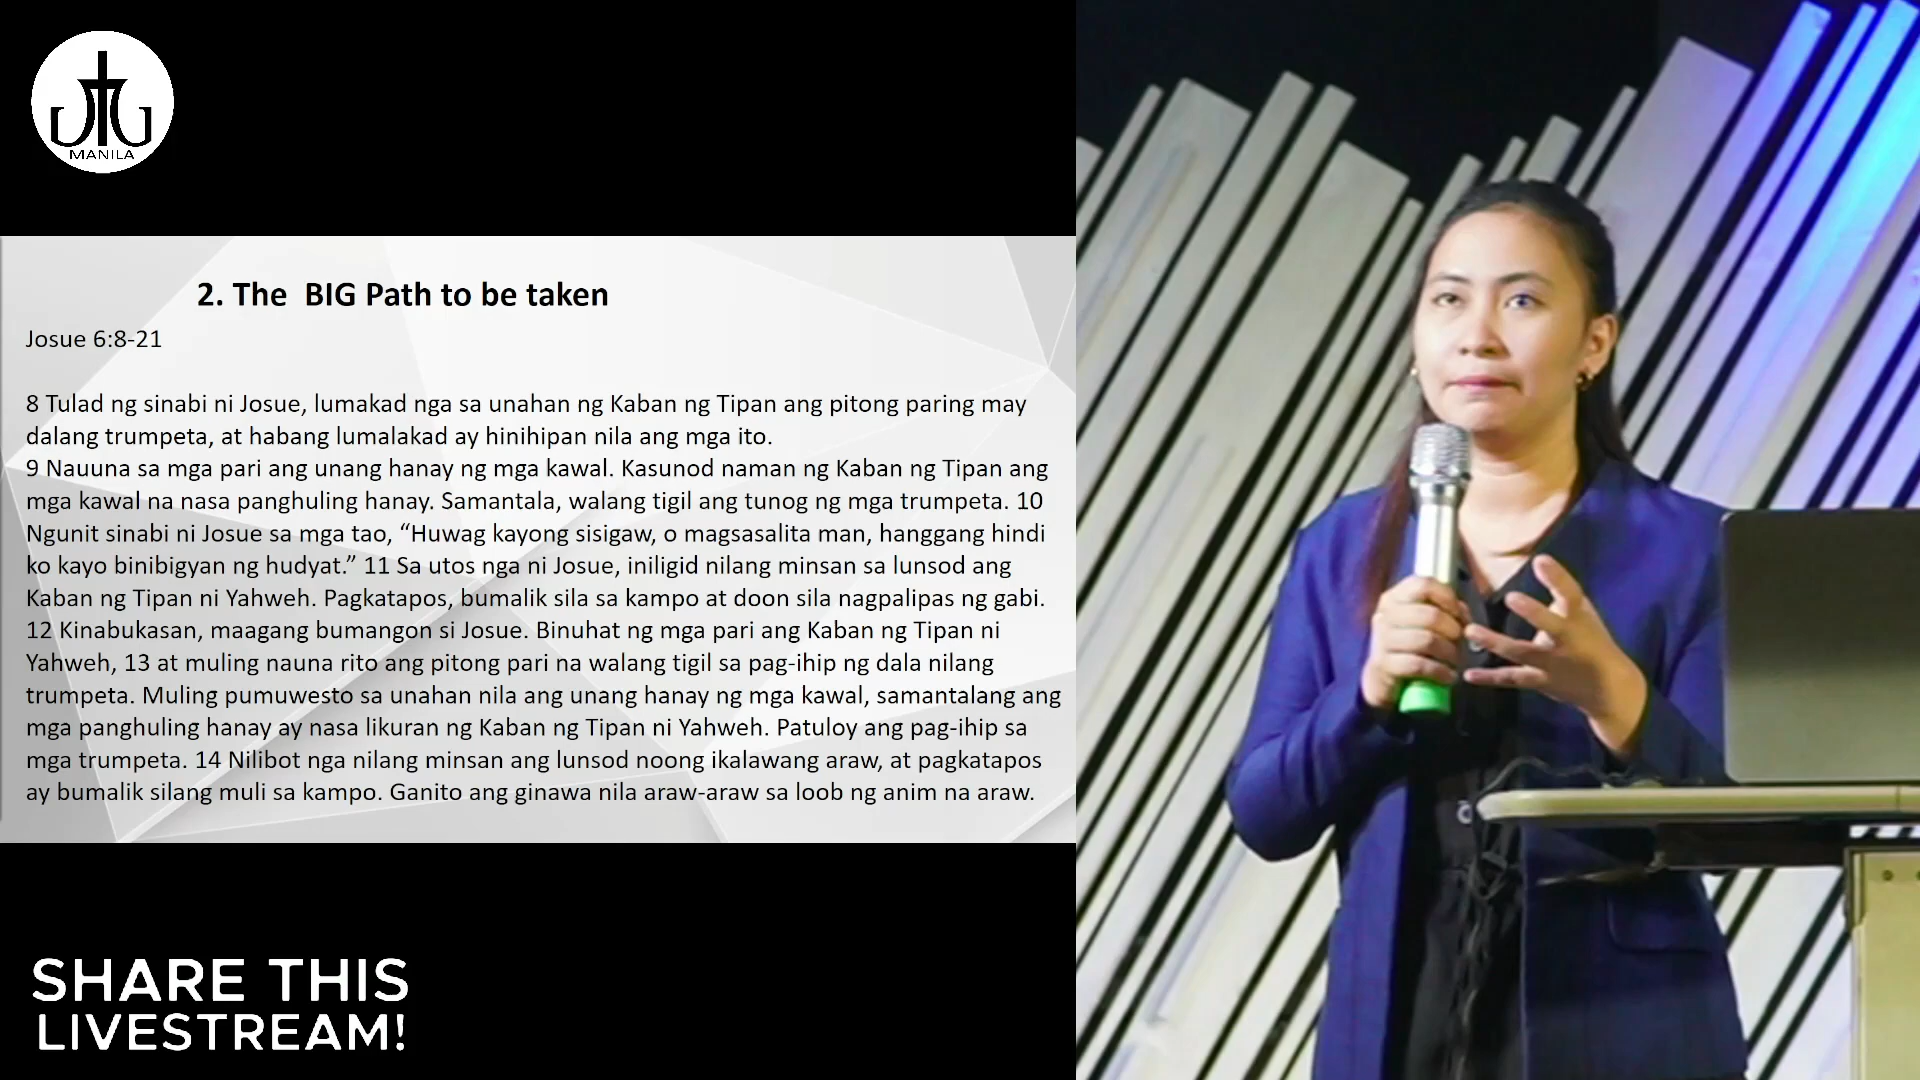 JTG
MANILA
2. The  BIG Path to be taken
Josue 6:8-21
8 Tulad ng sinabi ni Josue, lumakad nga sa unahan ng Kaban ng Tipan ang pitong paring may
dalang trumpeta, at habang lumalakad ay hinihipan nila ang mga ito.
9 Nauuna sa mga pari ang unang hanay ng mga kawal. Kasunod naman ng Kaban ng Tipan ang
mga kawal na nasa panghuling hanay. Samantala, walang tigil ang tunog ng mga trumpeta. 10
Ngunit sinabi ni Josue sa mga tao, “Huwag kayong sisigaw, o magsasalita man, hanggang hindi
ko kayo binibigyan ng hudyat.” 11 Sa utos nga ni Josue, iniligid nilang minsan sa lunsod ang
Kaban ng Tipan ni Yahweh. Pagkatapos, bumalik sila sa kampo at doon sila nagpalipas ng gabi.
12 Kinabukasan, maagang bumangon si Josue. Binuhat ng mga pari ang Kaban ng Tipan ni
Yahweh, 13 at muling nauna rito ang pitong pari na walang tigil sa pag-ihip ng dala nilang
trumpeta. Muling pumuwesto sa unahan nila ang unang hanay ng mga kawal, samantalang ang
mga panghuling hanay ay nasa likuran ng Kaban ng Tipan ni Yahweh. Patuloy ang pag-ihip sa
mga trumpeta. 14 Nilibot nga nilang minsan ang lunsod noong ikalawang araw, at pagkatapos
ay bumalik silang muli sa kampo. Ganito ang ginawa nila araw-araw sa loob ng anim na araw.
SHARE THIS
LIVESTREAM!